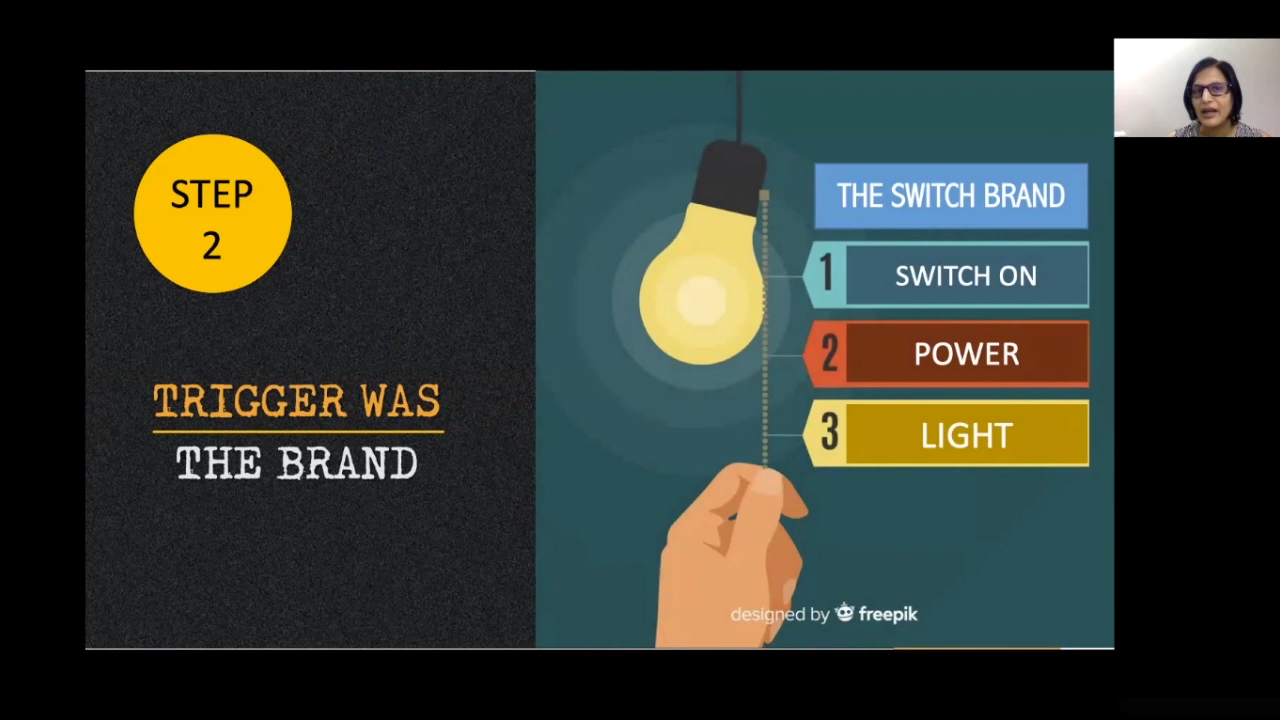 STEP
2
TRIGGER WAS
THE BRAND
THE SWITCH BRAND
1 SWITCH ON
2 POWER
3 LIGHT
designed by freepik